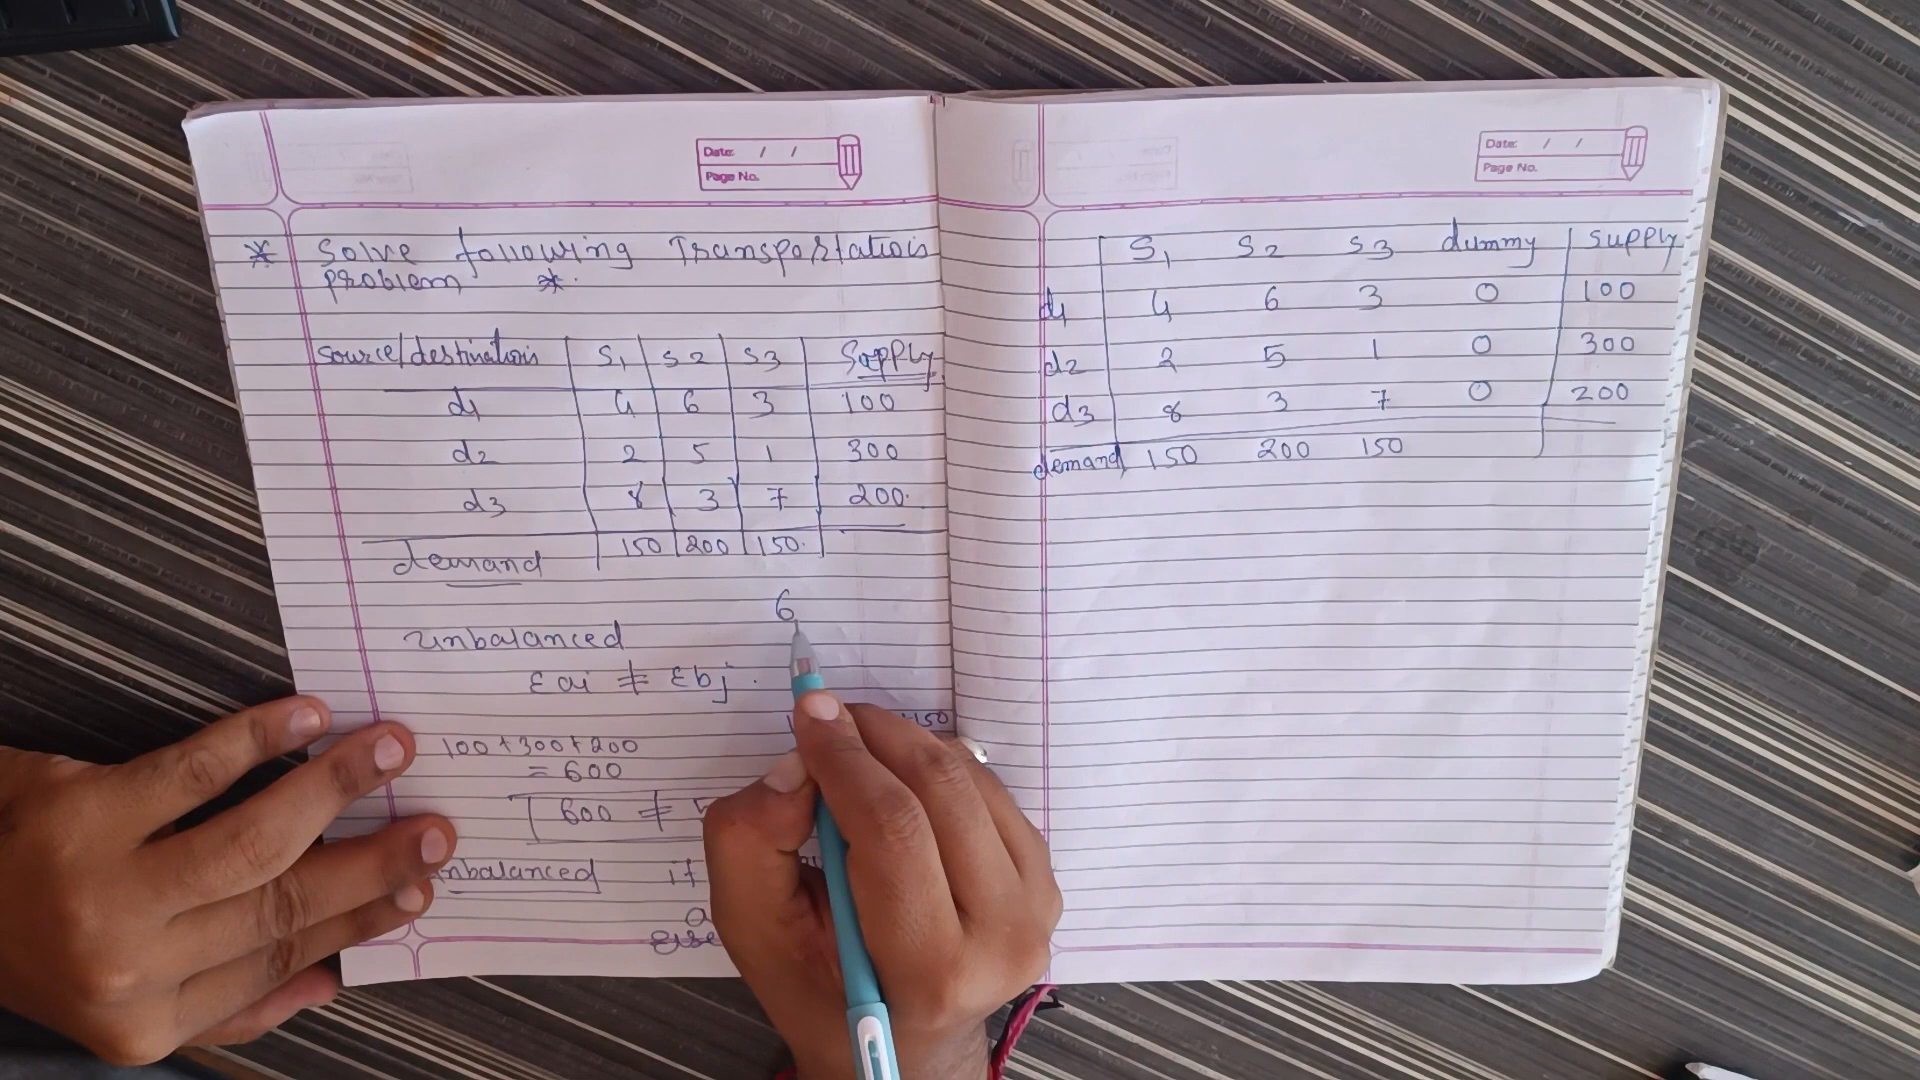 Date: / /
Page No.
* Solve following Transportation
problem *
source/destination S1 S2 S3 Supply
d1 4 6 3 100
d2 2 5 1 300
d3 8 3 7 200
demand 150 200 150
6
unbalanced
Σai ≠ Σbj
+150
100+300+200
= 600
600 ≠
unbalanced if
else
Date: / /
Page No.
S1 S2 S3 dummy supply
d1 4 6 3 0 100
d2 2 5 1 0 300
d3 8 3 7 0 200
demand 150 200 150